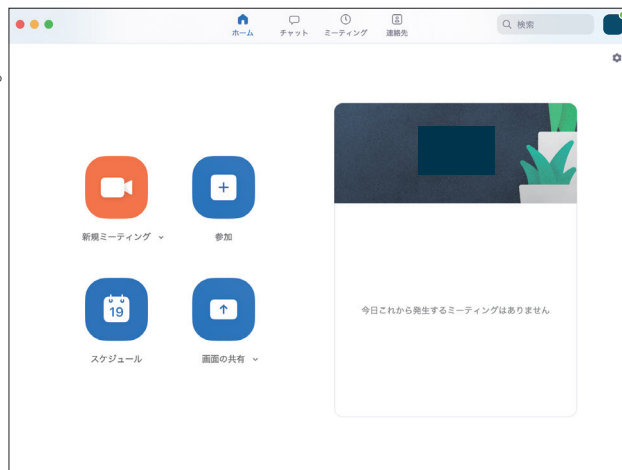 ホーム
チャット
ミーティング
連絡先
検索
新規ミーティング
参加
19
スケジュール
画面の共有
今日これから発生するミーティングはありません